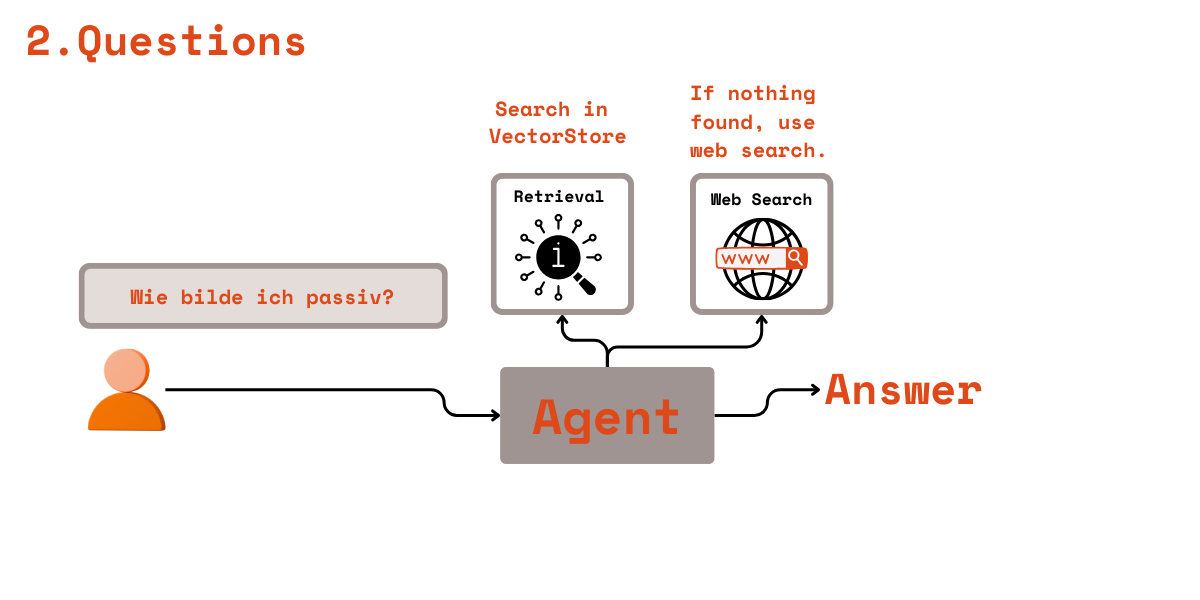 2.Questions
Search in
VectorStore
If nothing
found, use
web search.
Retrieval
i
Web Search
www
Wie bilde ich passiv?
Agent
Answer